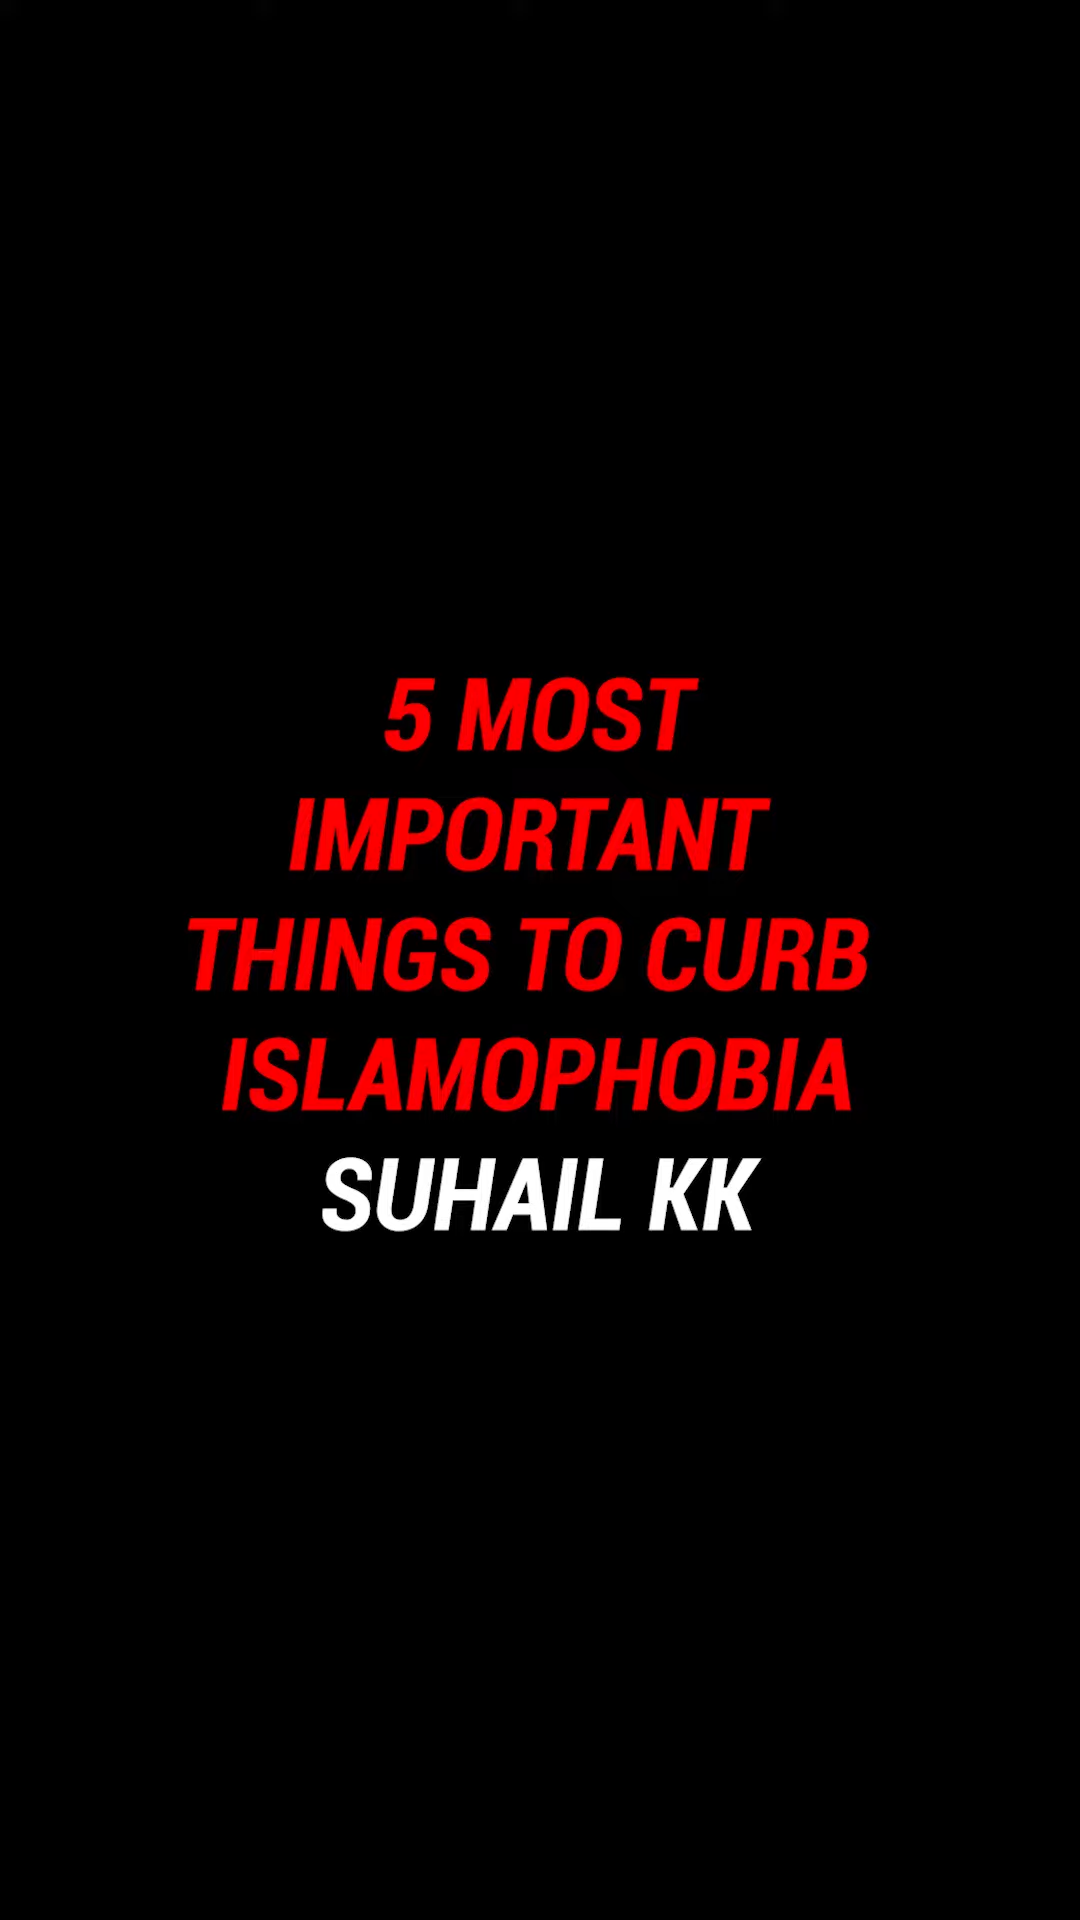 5 MOST
IMPORTANT
THINGS TO CURB
ISLAMOPHOBIA
SUHAIL KK